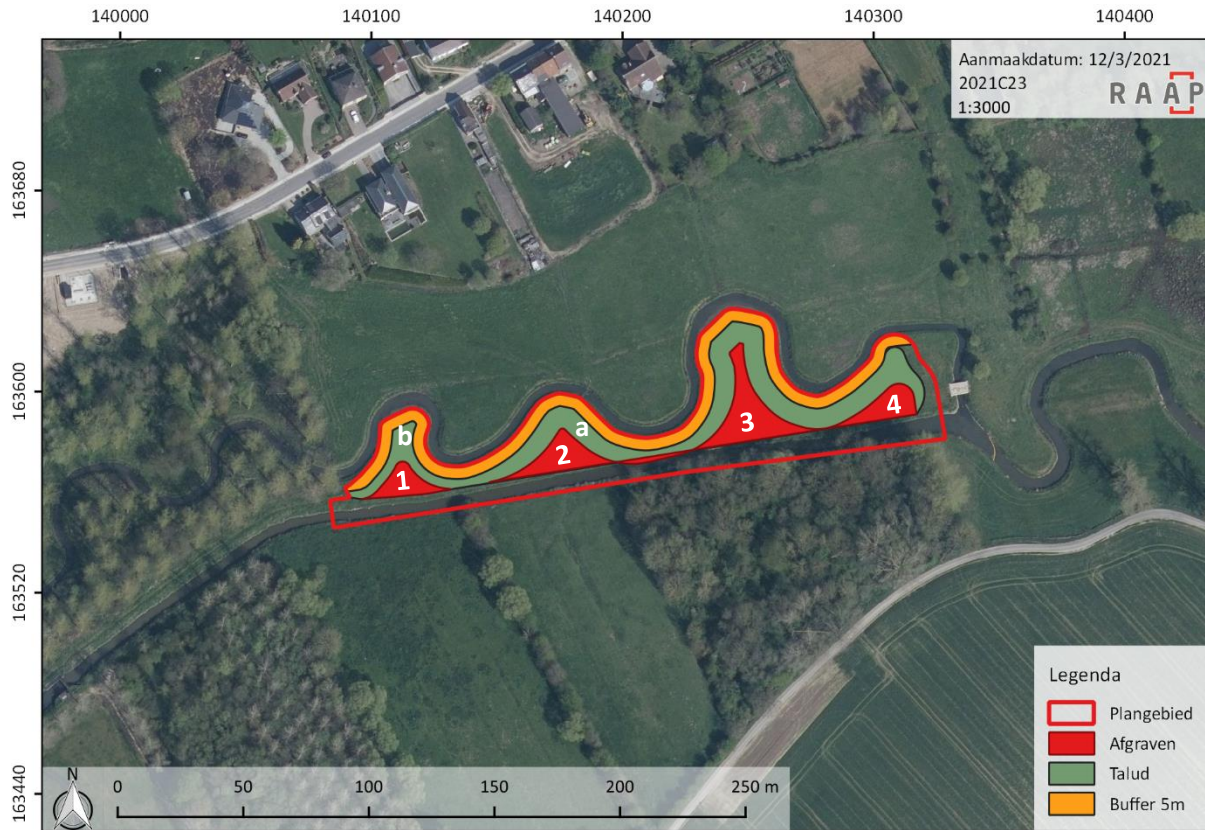 140000 140100 140200 140300 140400
Aanmaakdatum: 12/3/2021
2021C23
1:3000
RAAP
163680
163600
163520
163440
b
a
1
2
3
4
Legenda
Plangebied
Afgraven
Talud
Buffer 5m
N
0 50 100 150 200 250 m